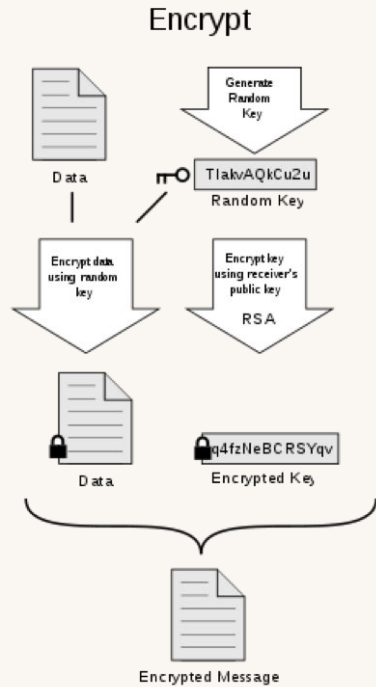 Encrypt
Generate
Random
Key
Data
TIakvAQkCu2u
Random Key
Encrypt data
using random
key
Encrypt key
using receiver's
public key
RSA
Data
q4fzNeBCRSYqv
Encrypted Key
Encrypted Message